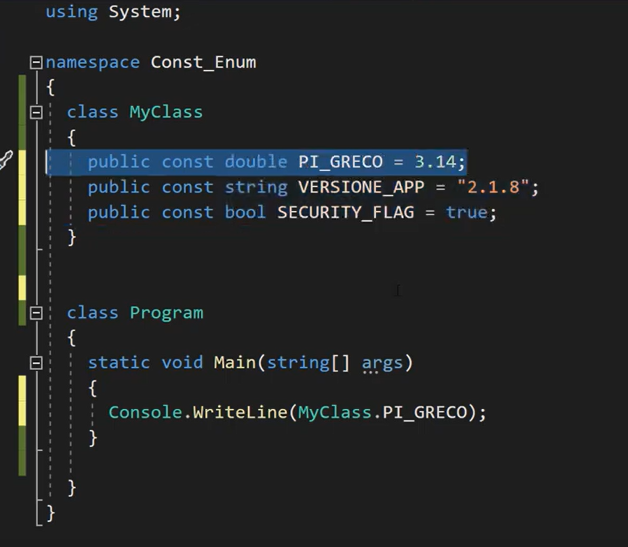 using System;
namespace Const_Enum
{
class MyClass
{
public const double PI_GRECO = 3.14;
public const string VERSIONE_APP = "2.1.8";
public const bool SECURITY_FLAG = true;
}
class Program
{
static void Main(string[] args)
{
Console.WriteLine(MyClass.PI_GRECO);
}
}
}